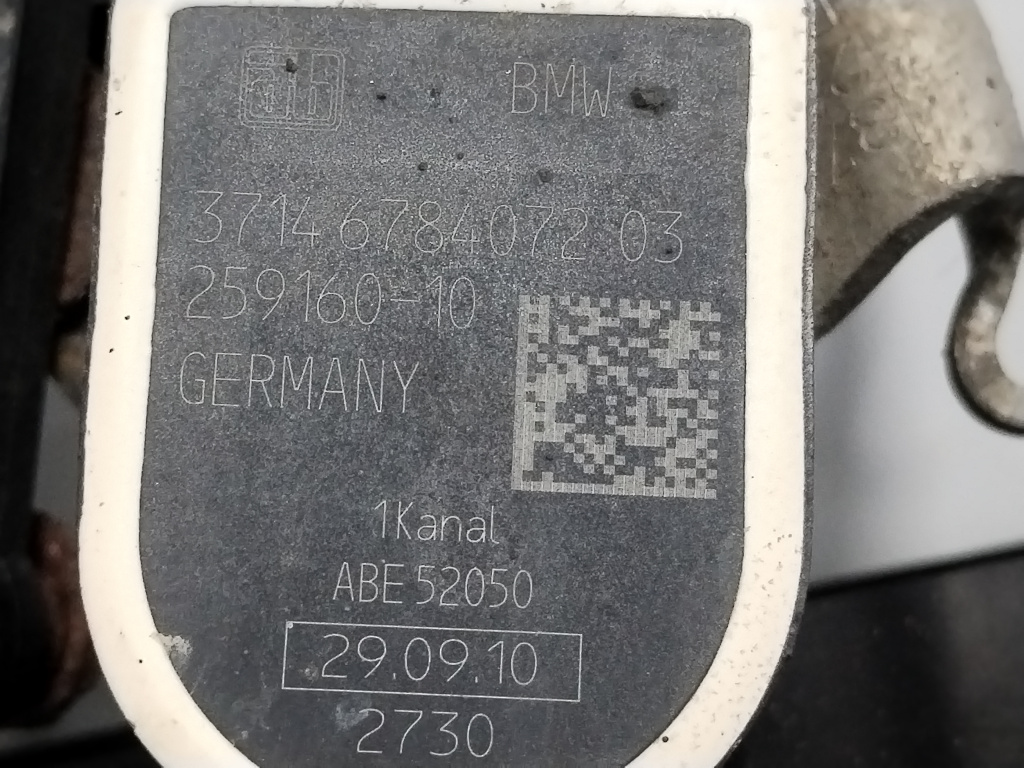 BMW
3714 6784072 03
259160-10
GERMANY
1Kanal
ABE 52050
29.09.10
2730